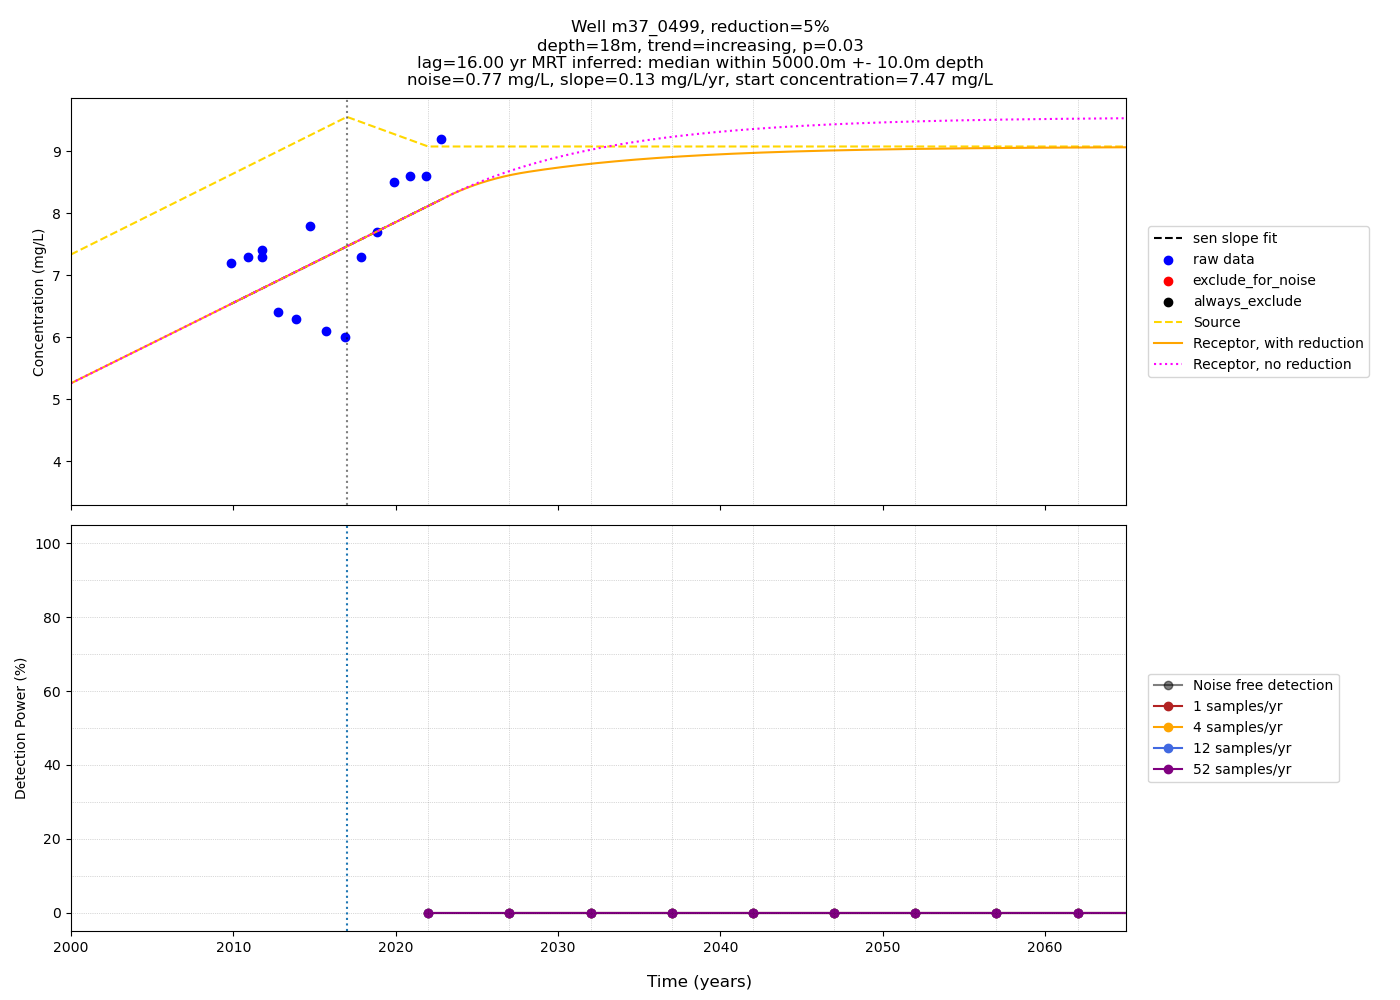 Well m37_0499, reduction=5%
depth=18m, trend=increasing, p=0.03
lag=16.00 yr MRT inferred: median within 5000.0m +- 10.0m depth
noise=0.77 mg/L, slope=0.13 mg/L/yr, start concentration=7.47 mg/L
Concentration (mg/L)
9
8
7
6
5
4
sen slope fit
raw data
exclude_for_noise
always_exclude
Source
Receptor, with reduction
Receptor, no reduction
Detection Power (%)
100
80
60
40
20
0
Noise free detection
1 samples/yr
4 samples/yr
12 samples/yr
52 samples/yr
2000 2010 2020 2030 2040 2050 2060
Time (years)